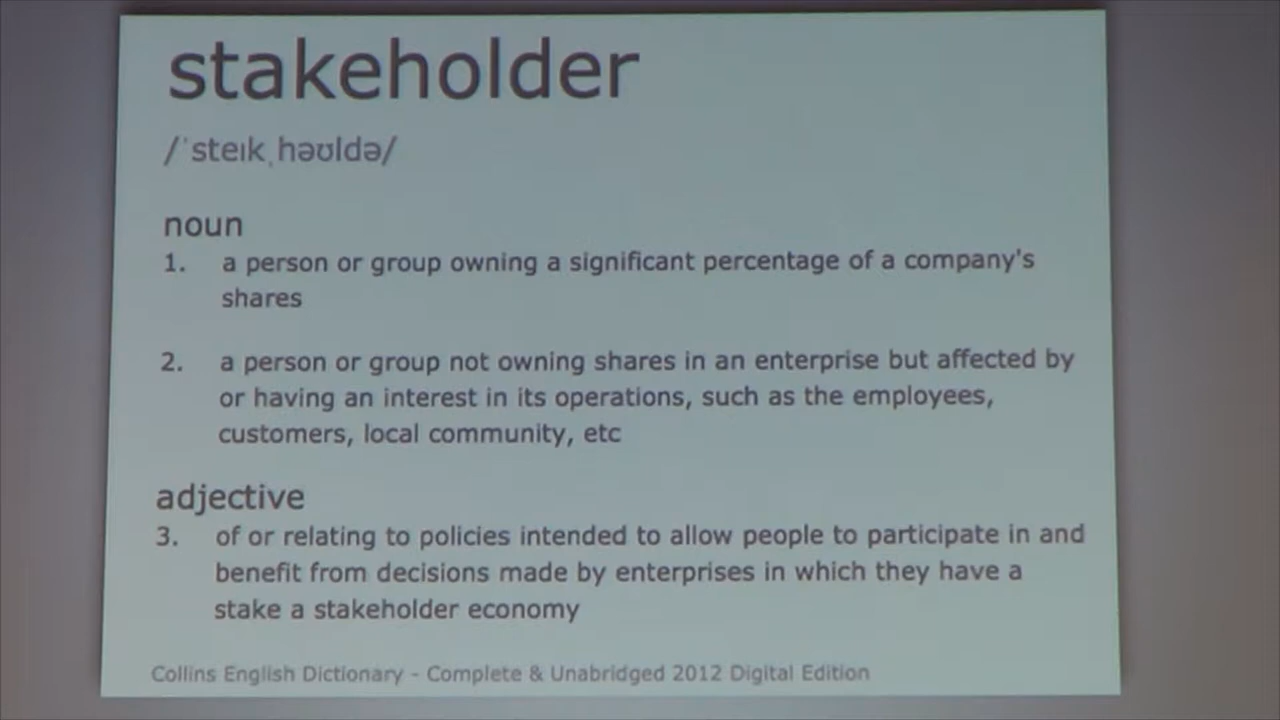 stakeholder
/ˈsteɪkˌhəʊldə/
noun
1. a person or group owning a significant percentage of a company's
shares
2. a person or group not owning shares in an enterprise but affected by
or having an interest in its operations, such as the employees,
customers, local community, etc
adjective
3. of or relating to policies intended to allow people to participate in and
benefit from decisions made by enterprises in which they have a
stake a stakeholder economy
Collins English Dictionary - Complete & Unabridged 2012 Digital Edition